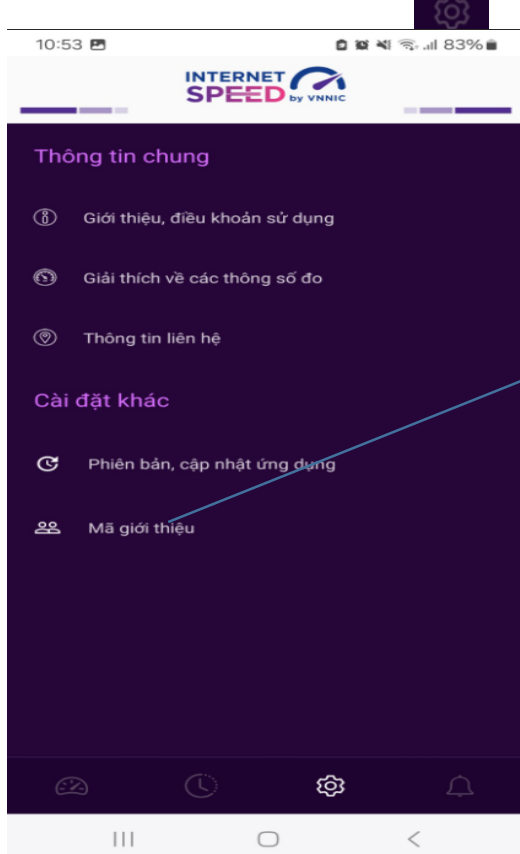 10:53
83%
INTERNET
SPEED by VNNIC
Thông tin chung
Giới thiệu, điều khoản sử dụng
Giải thích về các thông số đo
Thông tin liên hệ
Cài đặt khác
Phiên bản, cập nhật ứng dụng
Mã giới thiệu